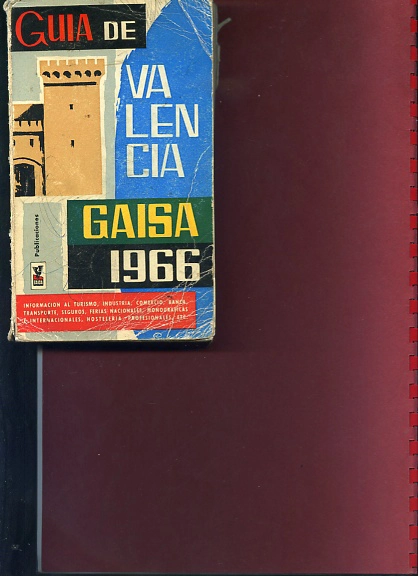 GUIA DE
VA
LEN
CIA
Publicaciones
GAISA
1966
INFORMACION AL TURISMO, INDUSTRIA, COMERCIO, BANCA,
TRANSPORTE, SEGUROS, FERIAS NACIONALES, MONOGRAFICAS
E INTERNACIONALES, HOSTELERIA, PROFESIONALES, ETC.